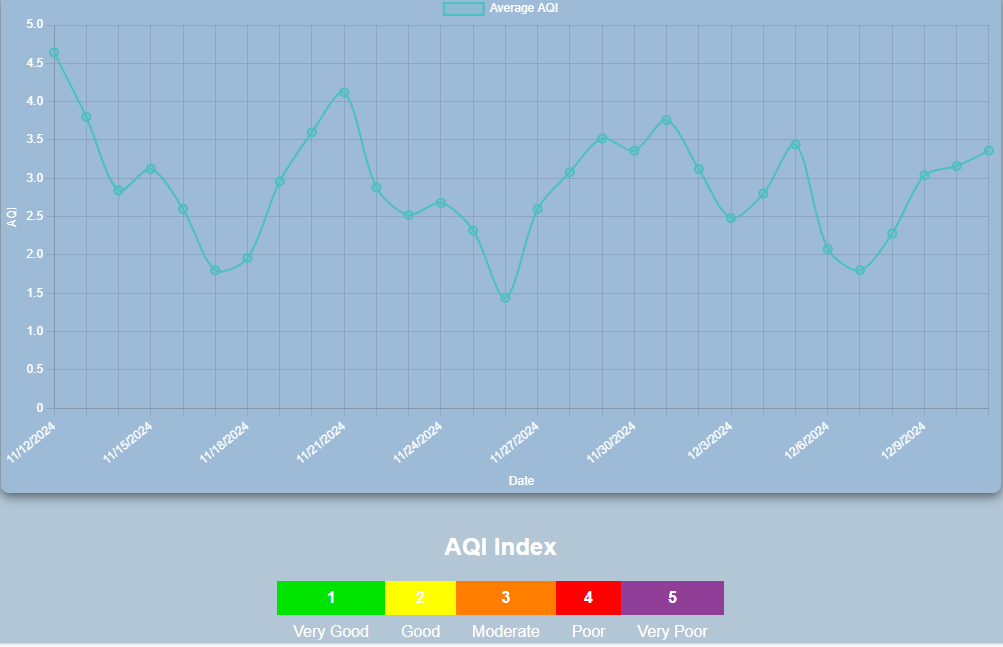 Average AQI
5.0
4.5
4.0
3.5
3.0
2.5
2.0
1.5
1.0
0.5
0
AQI
11/12/2024 11/15/2024 11/18/2024 11/21/2024 11/24/2024 11/27/2024 11/30/2024 12/3/2024 12/6/2024 12/9/2024
Date
AQI Index
1 2 3 4 5
Very Good Good Moderate Poor Very Poor